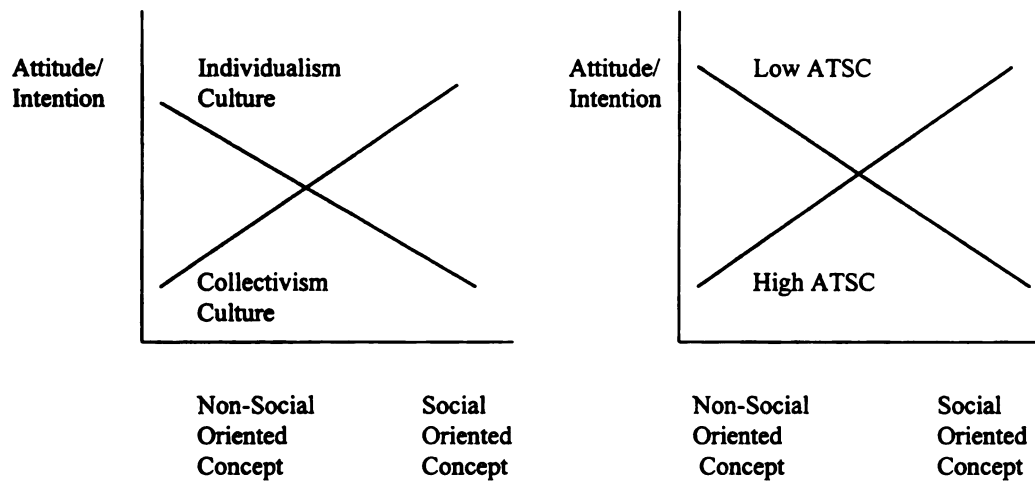 Attitude/
Intention
Individualism
Culture
Collectivism
Culture
Non-Social
Oriented
Concept
Social
Oriented
Concept
Attitude/
Intention
Low ATSC
High ATSC
Non-Social
Oriented
Concept
Social
Oriented
Concept